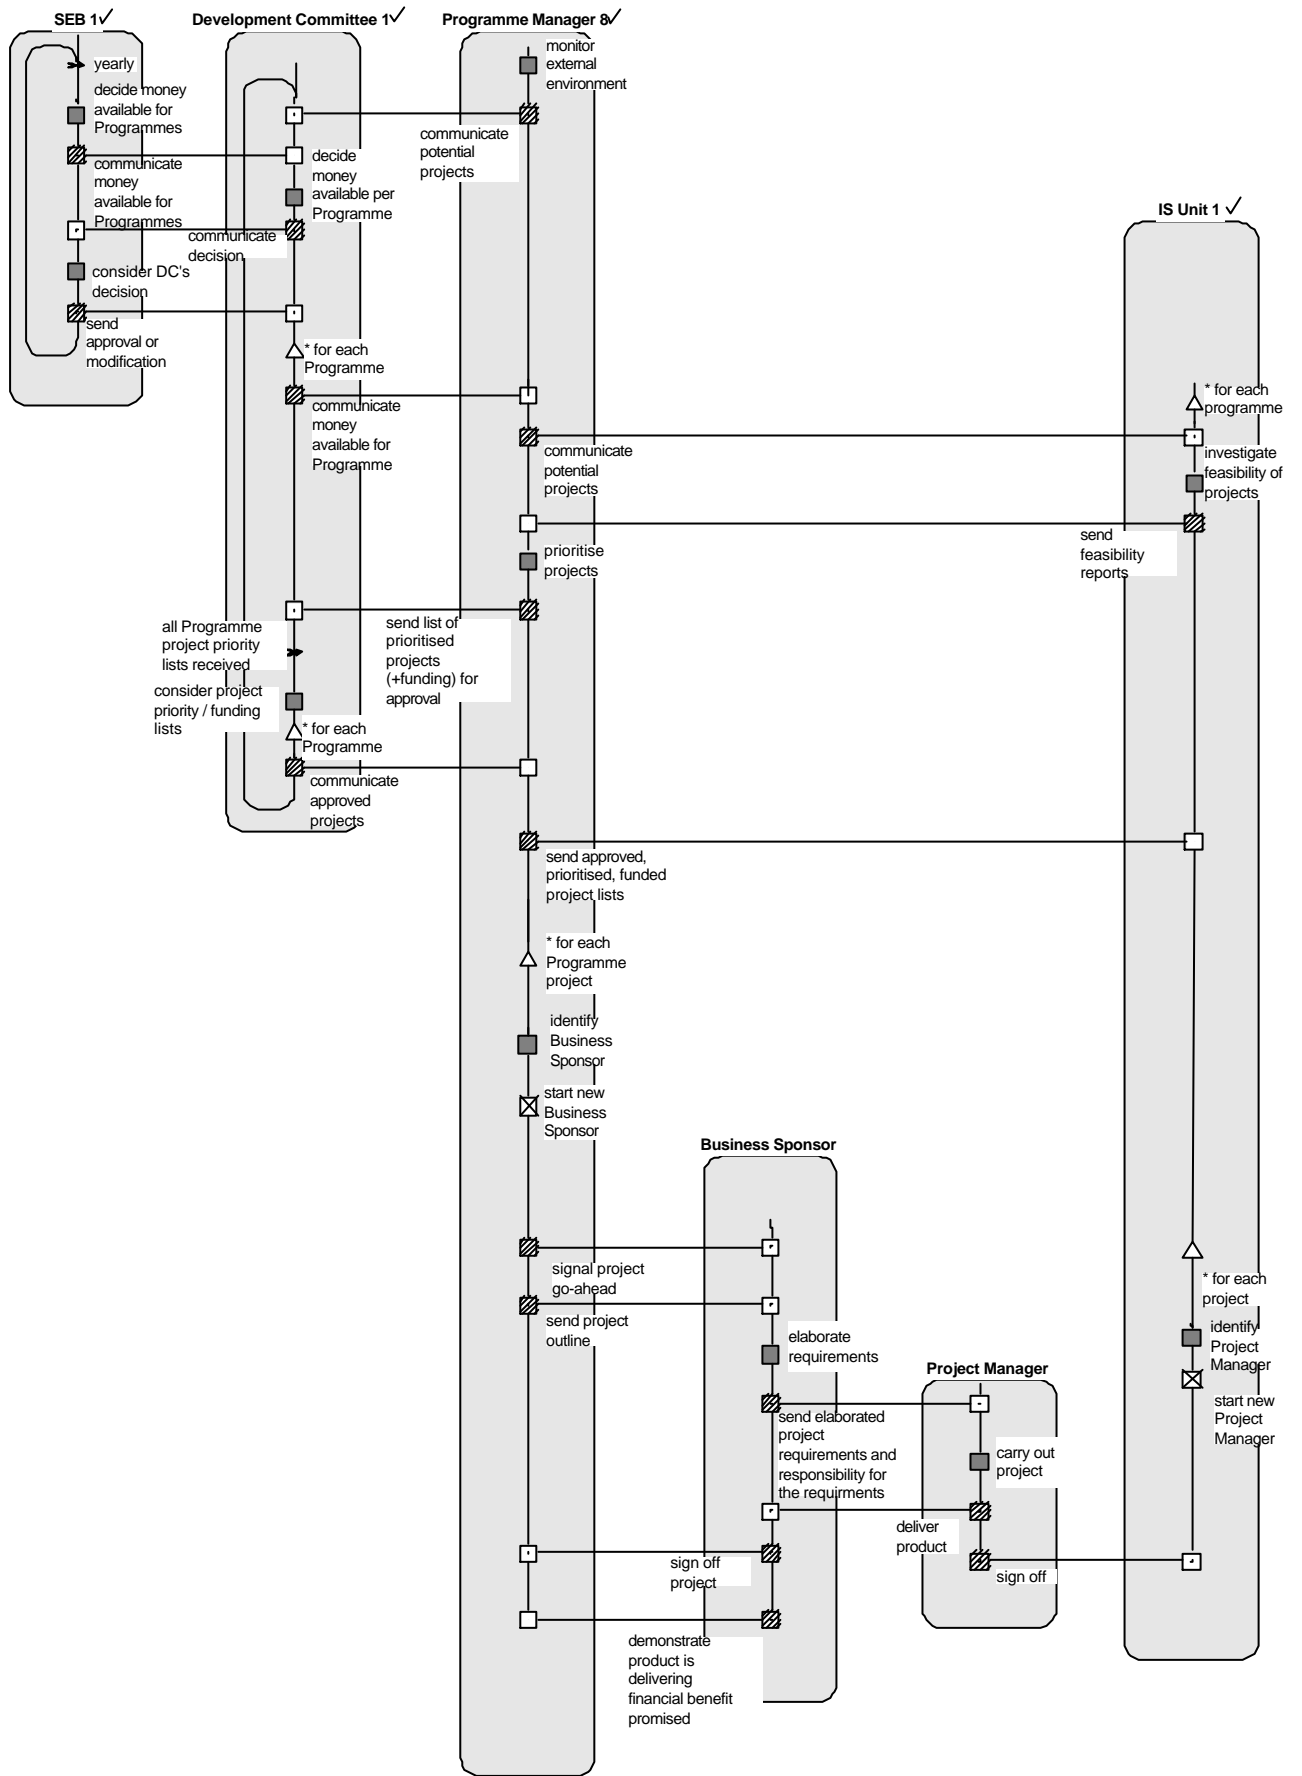 SEB 1✓
Development Committee 1✓
Programme Manager 8✓
monitor
external
environment
yearly
decide money
available for
Programmes
communicate
potential
projects
decide
money
available per
Programme
communicate
money
available for
Programmes
IS Unit 1 ✓
communicate
decision
consider DC's
decision
send
approval or
modification
* for each
Programme
* for each
programme
communicate
money
available for
Programme
communicate
potential
projects
investigate
feasibility of
projects
send
feasibility
reports
prioritise
projects
all Programme
project priority
lists received
send list of
prioritised
projects
(+funding) for
approval
consider project
priority / funding
lists
* for each
Programme
communicate
approved
projects
send approved,
prioritised, funded
project lists
* for each
Programme
project
identify
Business
Sponsor
start new
Business
Sponsor
Business Sponsor
signal project
go-ahead
* for each
project
send project
outline
elaborate
requirements
identify
Project
Manager
Project Manager
start new
Project
Manager
send elaborated
project
requirements and
responsibility for
the requirments
carry out
project
deliver
product
sign off
project
sign off
demonstrate
product is
delivering
financial benefit
promised